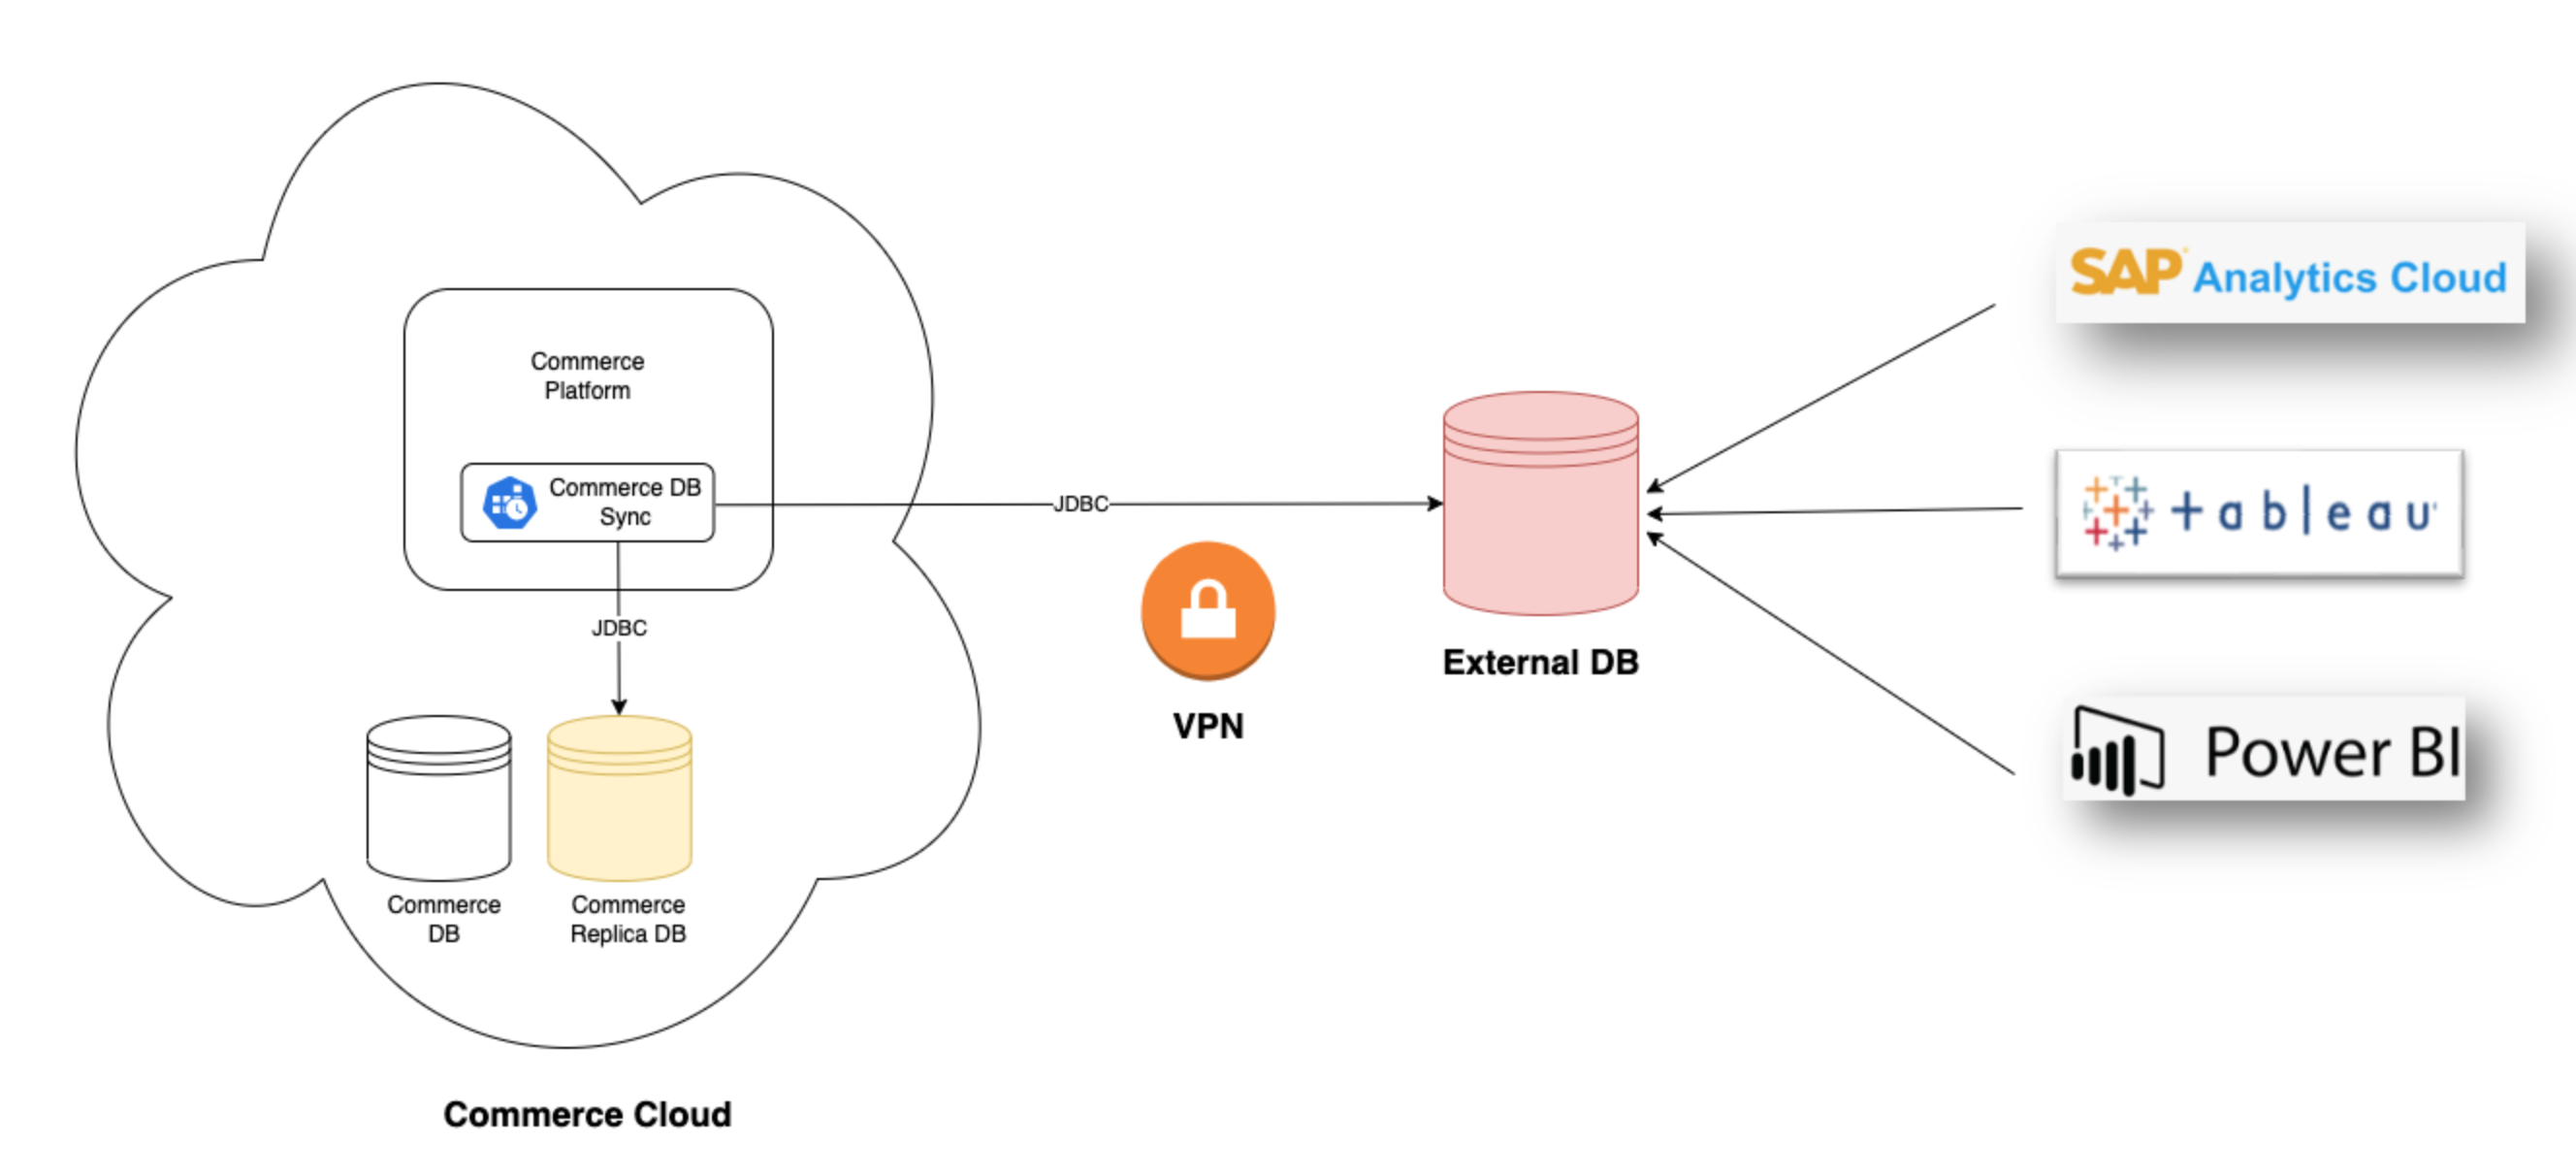 Commerce
Platform
Commerce DB
Sync
JDBC
JDBC
Commerce
DB
Commerce
Replica DB
Commerce Cloud
VPN
External DB
SAP Analytics Cloud
+ableau
Power BI